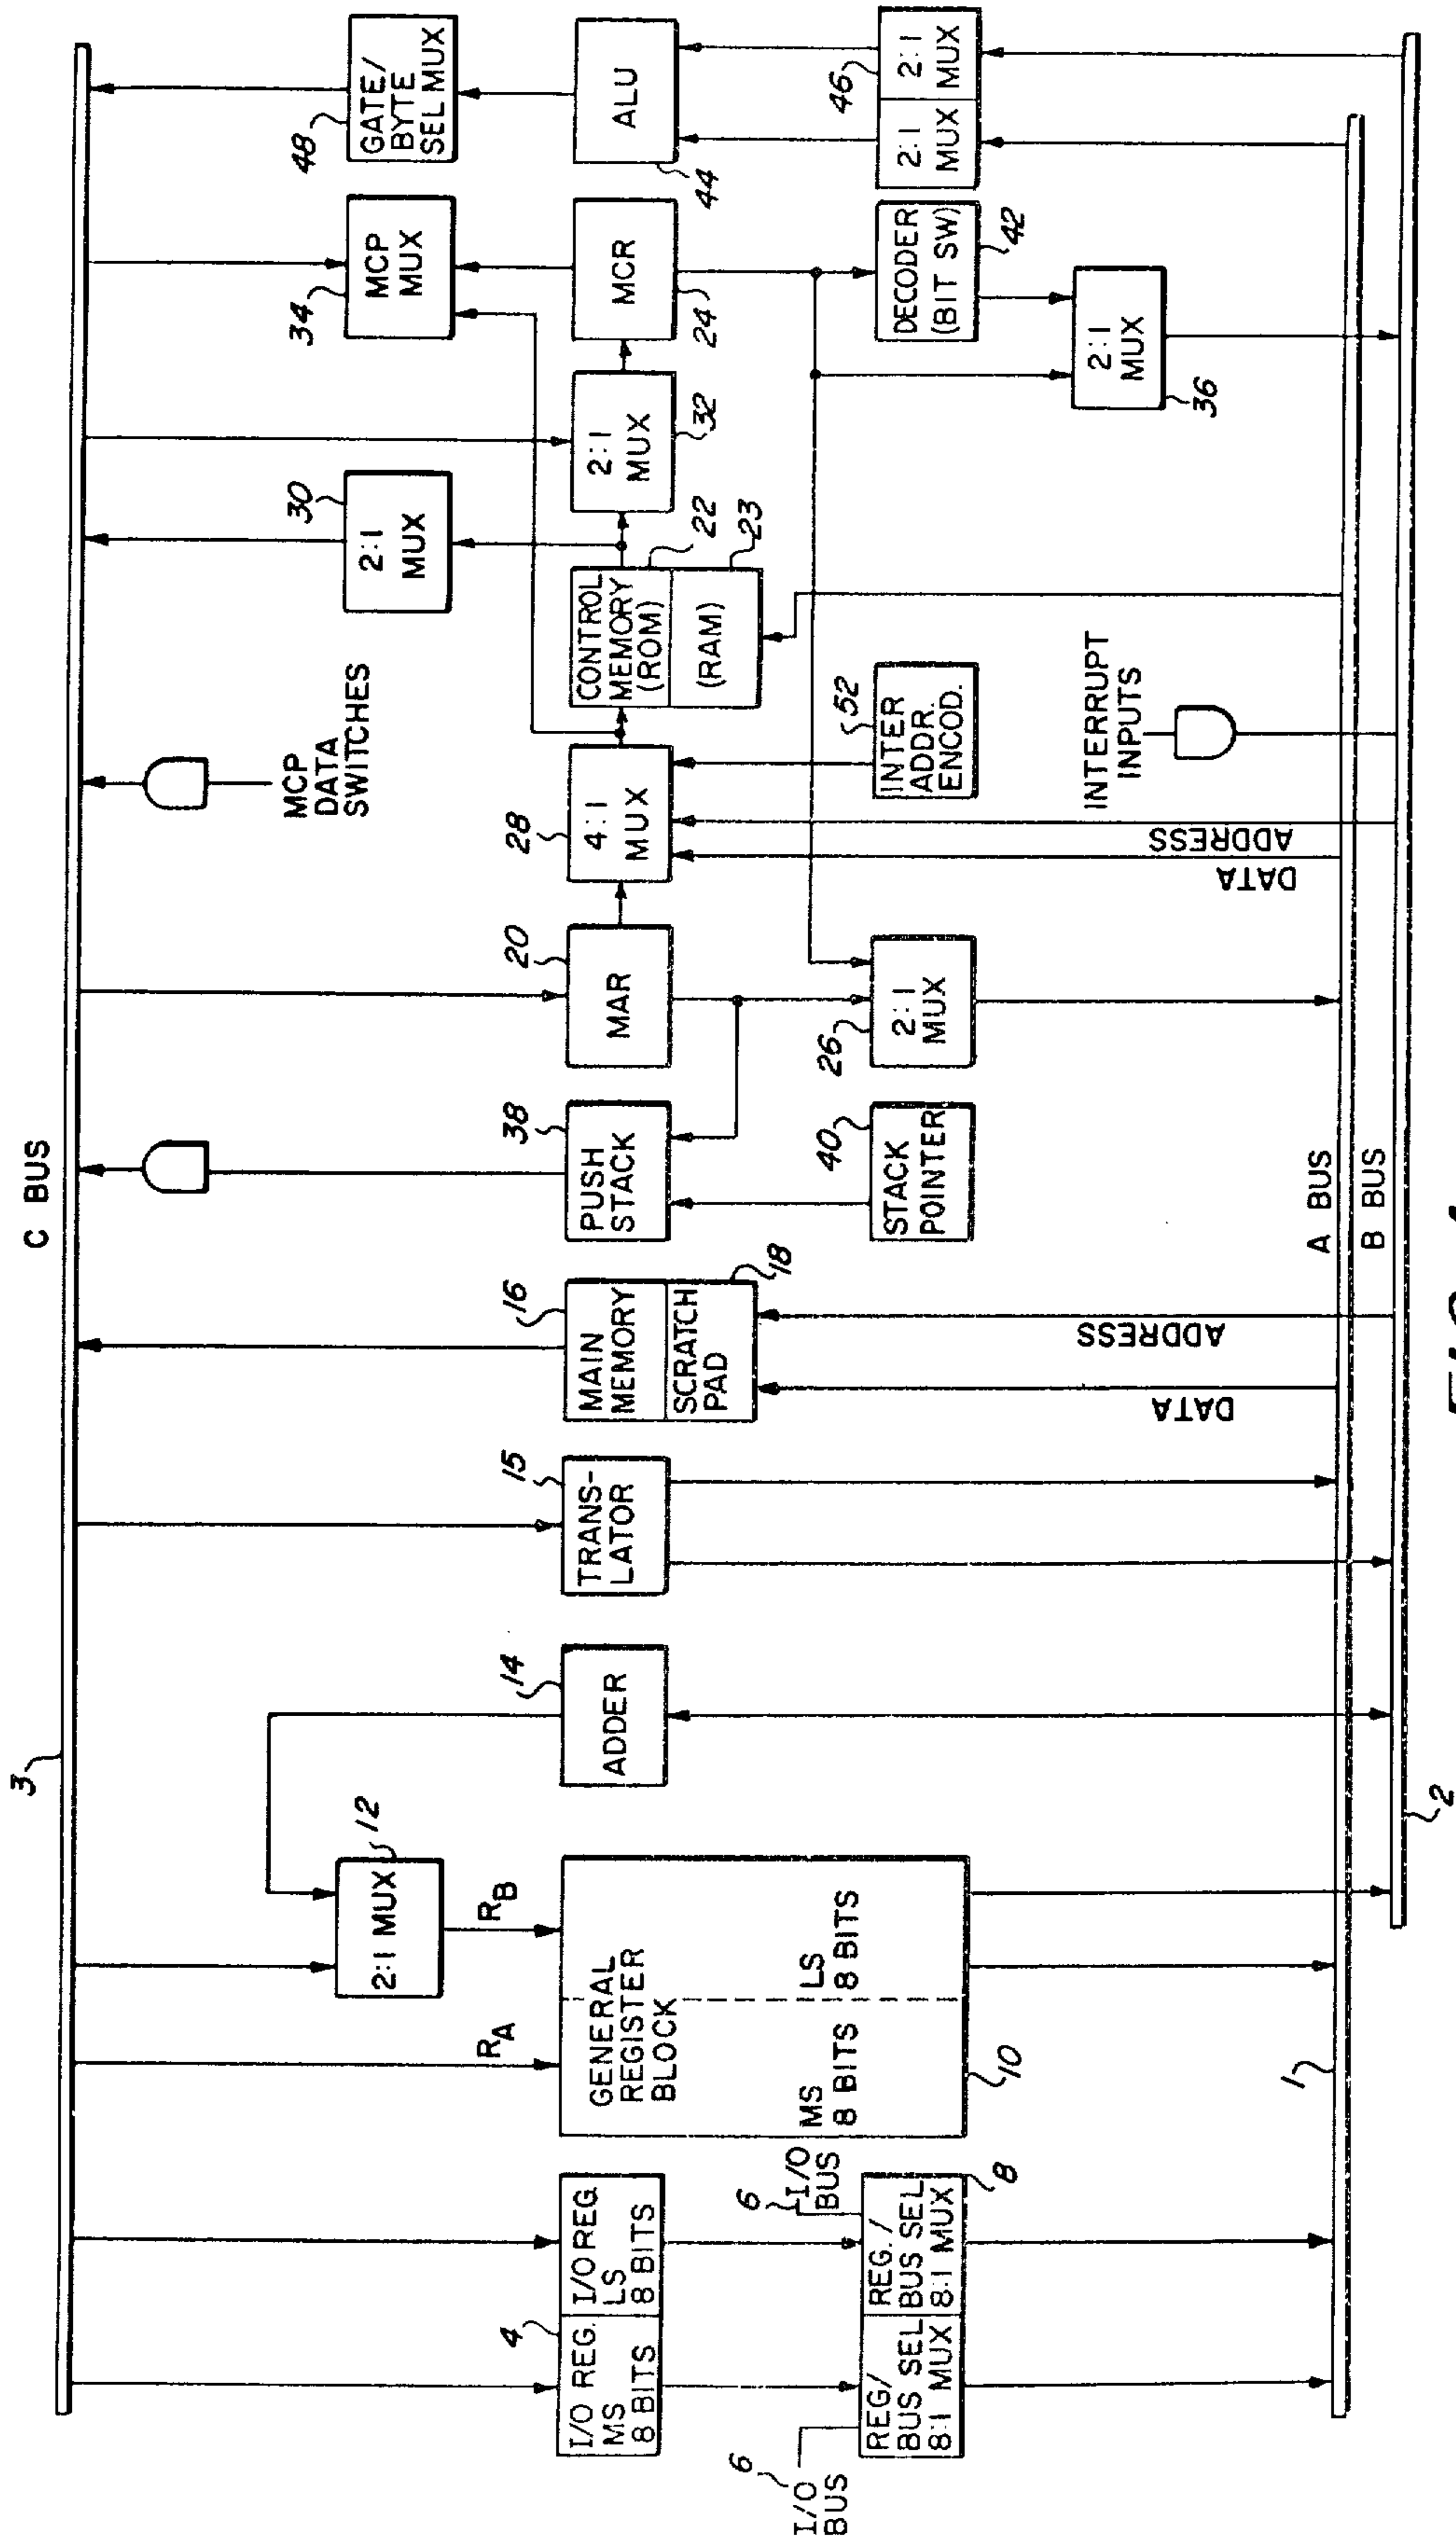 C BUS
3
I/O REG.
MS
8 BITS
I/O REG.
LS
8 BITS
4
I/O
BUS
6
I/O
BUS
6
REG/
BUS SEL
8:1 MUX
REG./
BUS SEL
8:1 MUX
8
RA
RB
2:1 MUX
12
GENERAL
REGISTER
BLOCK
MS
8 BITS
LS
8 BITS
10
ADDER
14
TRANS-
LATOR
15
MAIN
MEMORY
16
SCRATCH
PAD
18
DATA
ADDRESS
PUSH
STACK
38
STACK
POINTER
40
MAR
20
2:1
MUX
26
MCP
DATA
SWITCHES
4:1
MUX
28
DATA
ADDRESS
INTER
ADDR.
ENCOD.
52
INTERRUPT
INPUTS
CONTROL
MEMORY
(ROM)
22
(RAM)
23
2:1
MUX
30
2:1
MUX
32
MCP
MUX
34
MCR
24
DECODER
(BIT SW)
42
2:1
MUX
36
GATE/
BYTE
SEL MUX
48
ALU
44
2:1
MUX
2:1
MUX
46
A BUS
B BUS
1
2